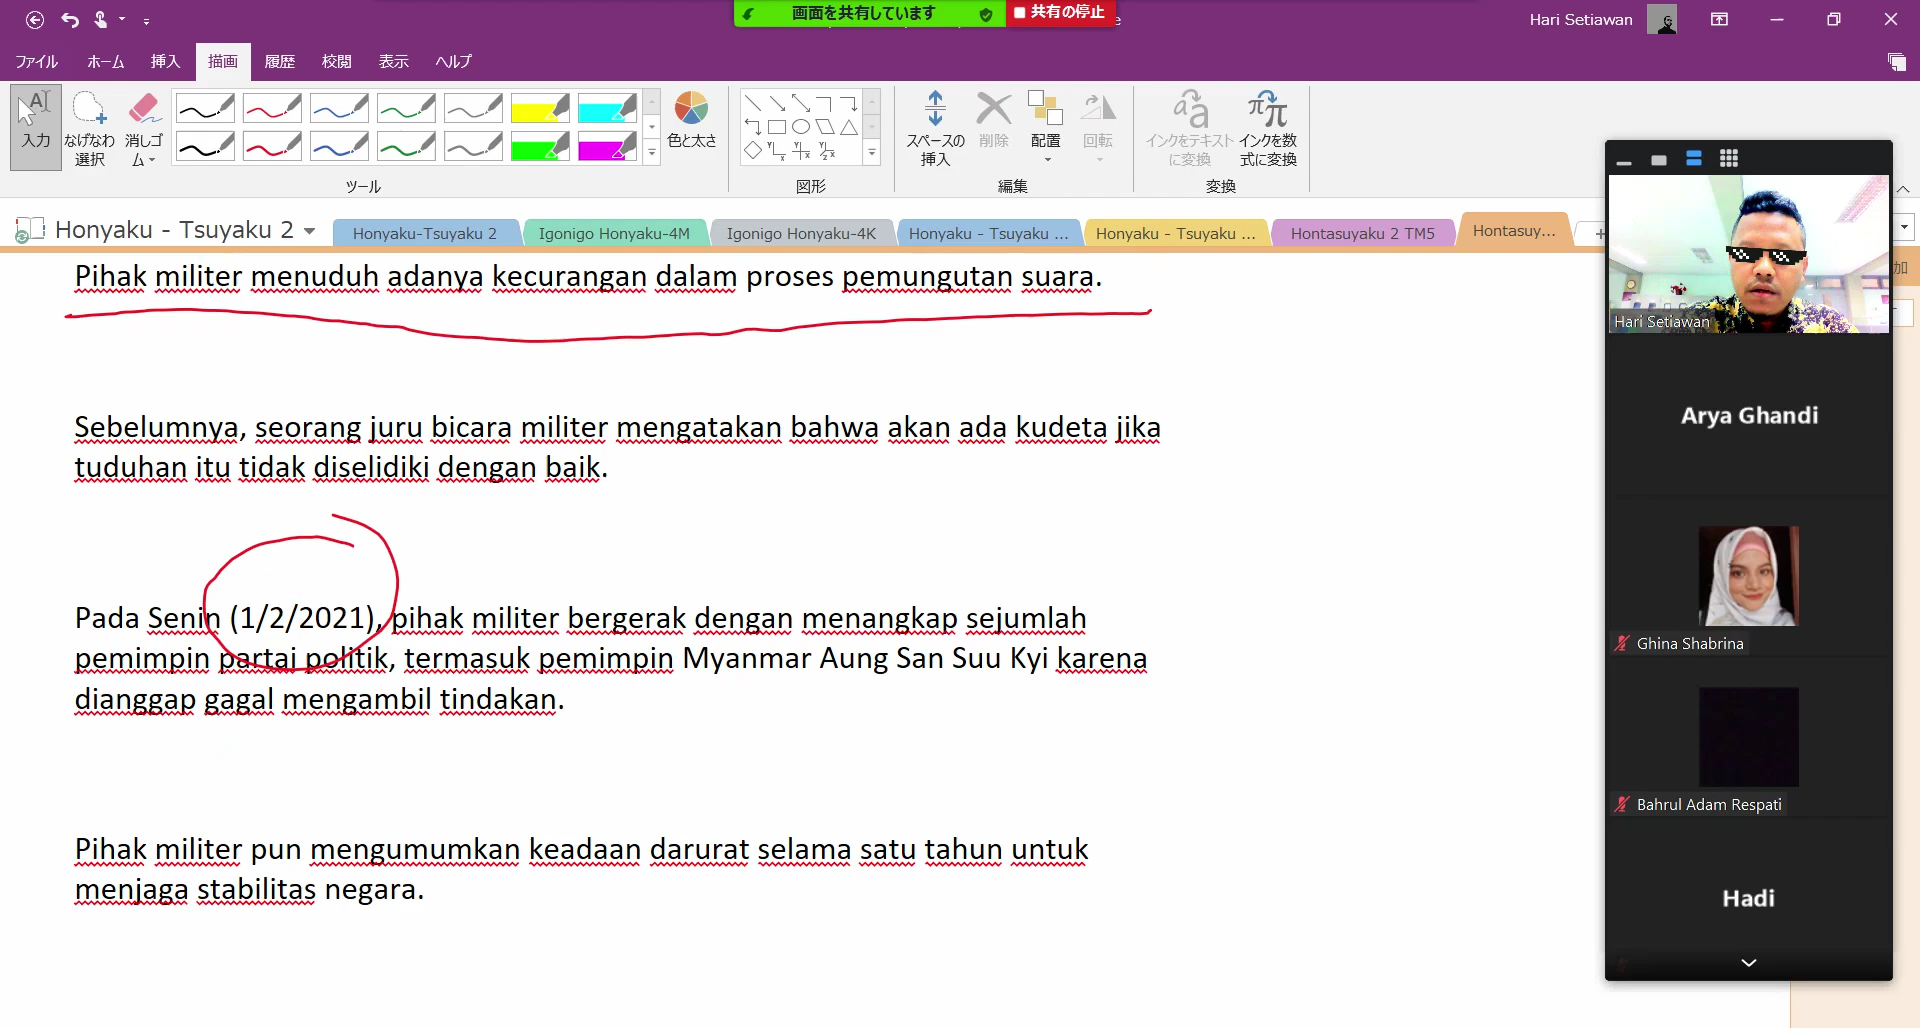 画面を共有しています
共有の停止
Hari Setiawan
ファイル ホーム 挿入 描画 履歴 校閲 表示 ヘルプ
入力
なげなわ
選択
消しゴ
ム
色と太さ
スペースの
挿入
削除
配置
回転
インクをテキスト
に変換
インクを数
式に変換
ツール
図形
編集
変換
Honyaku - Tsuyaku 2
Honyaku-Tsuyaku 2
Igonigo Honyaku-4M
Igonigo Honyaku-4K
Honyaku - Tsuyaku ...
Honyaku - Tsuyaku ...
Hontasuyaku 2 TM5
Hontasuy...
加
Pihak militer menuduh adanya kecurangan dalam proses pemungutan suara.
Sebelumnya, seorang juru bicara militer mengatakan bahwa akan ada kudeta jika
tuduhan itu tidak diselidiki dengan baik.
Pada Senin (1/2/2021), pihak militer bergerak dengan menangkap sejumlah
pemimpin partai politik, termasuk pemimpin Myanmar Aung San Suu Kyi karena
dianggap gagal mengambil tindakan.
Pihak militer pun mengumumkan keadaan darurat selama satu tahun untuk
menjaga stabilitas negara.
Hari Setiawan
Arya Ghandi
Ghina Shabrina
Bahrul Adam Respati
Hadi